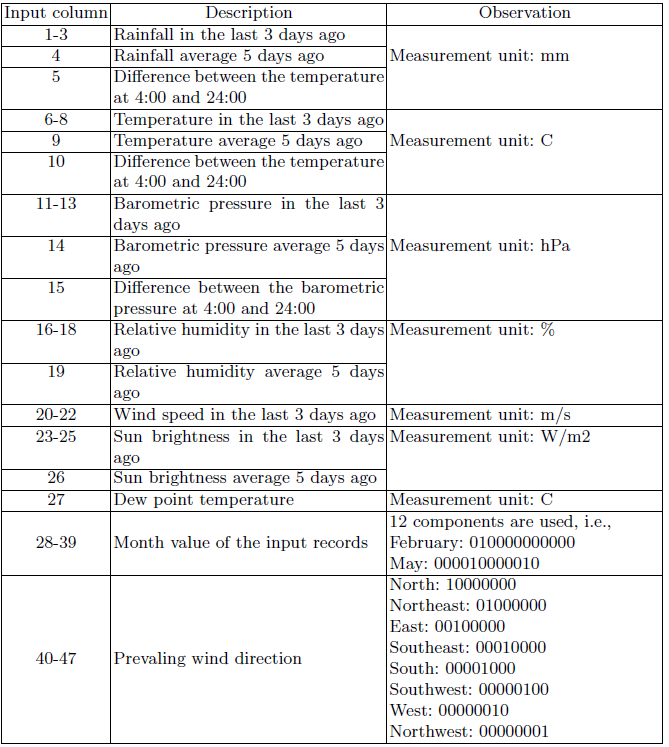 Input column Description Observation
1-3 Rainfall in the last 3 days ago
4 Rainfall average 5 days ago Measurement unit: mm
5 Difference between the temperature
at 4:00 and 24:00
6-8 Temperature in the last 3 days ago
9 Temperature average 5 days ago Measurement unit: C
10 Difference between the temperature
at 4:00 and 24:00
11-13 Barometric pressure in the last 3
days ago
14 Barometric pressure average 5 days Measurement unit: hPa
ago
15 Difference between the barometric
pressure at 4:00 and 24:00
16-18 Relative humidity in the last 3 days Measurement unit: %
ago
19 Relative humidity average 5 days
ago
20-22 Wind speed in the last 3 days ago Measurement unit: m/s
23-25 Sun brightness in the last 3 days Measurement unit: W/m2
ago
26 Sun brightness average 5 days ago
27 Dew point temperature Measurement unit: C
12 components are used, i.e.,
28-39 Month value of the input records February: 010000000000
May: 000010000010
North: 10000000
Northeast: 01000000
East: 00100000
Southeast: 00010000
40-47 Prevaling wind direction South: 00001000
Southwest: 00000100
West: 00000010
Northwest: 00000001